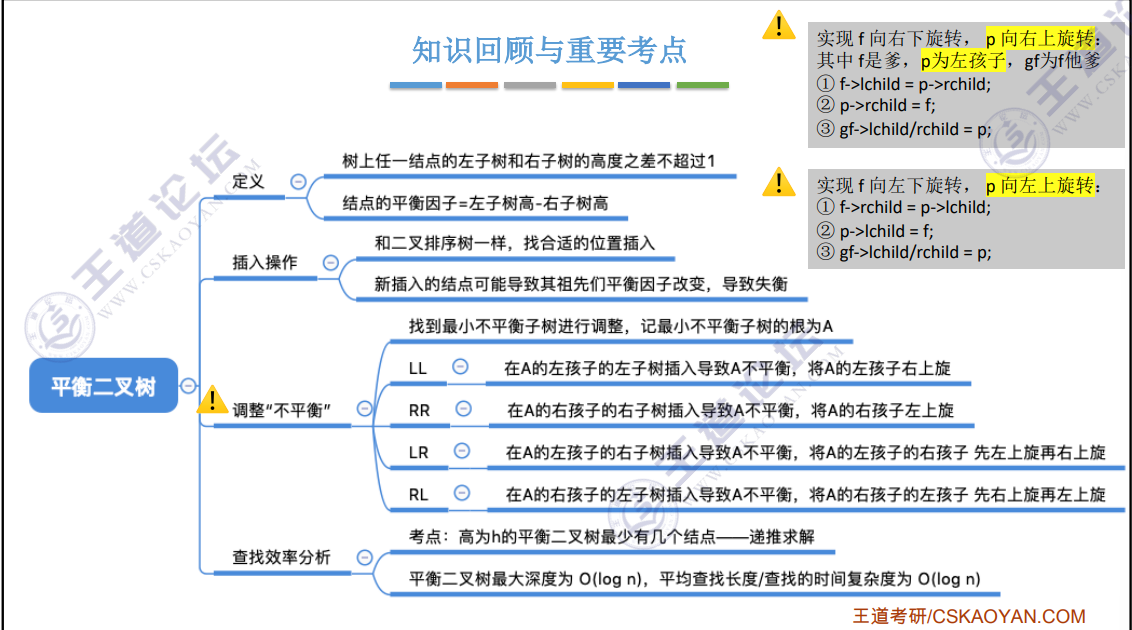 知识回顾与重要考点
实现 f 向右下旋转， p 向右上旋转：
其中 f是爹，p为左孩子，gf为f他爹
① f->lchild = p->rchild;
② p->rchild = f;
③ gf->lchild/rchild = p;
实现 f 向左下旋转， p 向左上旋转：
① f->rchild = p->lchild;
② p->lchild = f;
③ gf->lchild/rchild = p;
平衡二叉树
定义
树上任一结点的左子树和右子树的高度之差不超过1
结点的平衡因子=左子树高-右子树高
插入操作
和二叉排序树一样，找合适的位置插入
新插入的结点可能导致其祖先们平衡因子改变，导致失衡
调整“不平衡”
找到最小不平衡子树进行调整，记最小不平衡子树的根为A
LL
在A的左孩子的左子树插入导致A不平衡，将A的左孩子右上旋
RR
在A的右孩子的右子树插入导致A不平衡，将A的右孩子左上旋
LR
在A的左孩子的右子树插入导致A不平衡，将A的左孩子的右孩子 先左上旋再右上旋
RL
在A的右孩子的左子树插入导致A不平衡，将A的右孩子的左孩子 先右上旋再左上旋
查找效率分析
考点：高为h的平衡二叉树最少有几个结点——递推求解
平衡二叉树最大深度为 O(log n)，平均查找长度/查找的时间复杂度为 O(log n)
王道考研/CSKAOYAN.COM
王道论坛
WWW.CSKAOYAN.COM
王道论坛
WWW.CSKAOYAN.COM
王道
WWW.CSKA